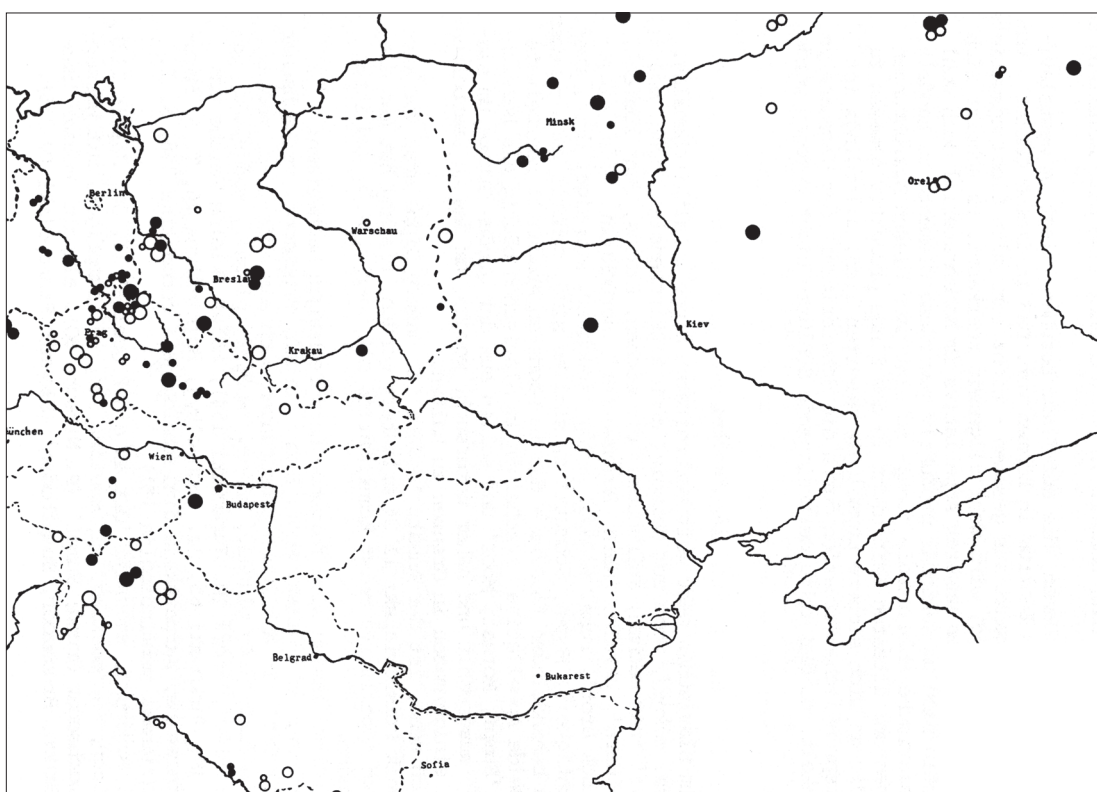 Minsk
Berlin
Orel
Warschau
Breslau
Kiev
Prag
Krakau
München
Wien
Budapest
Belgrad
Bukarest
Sofia